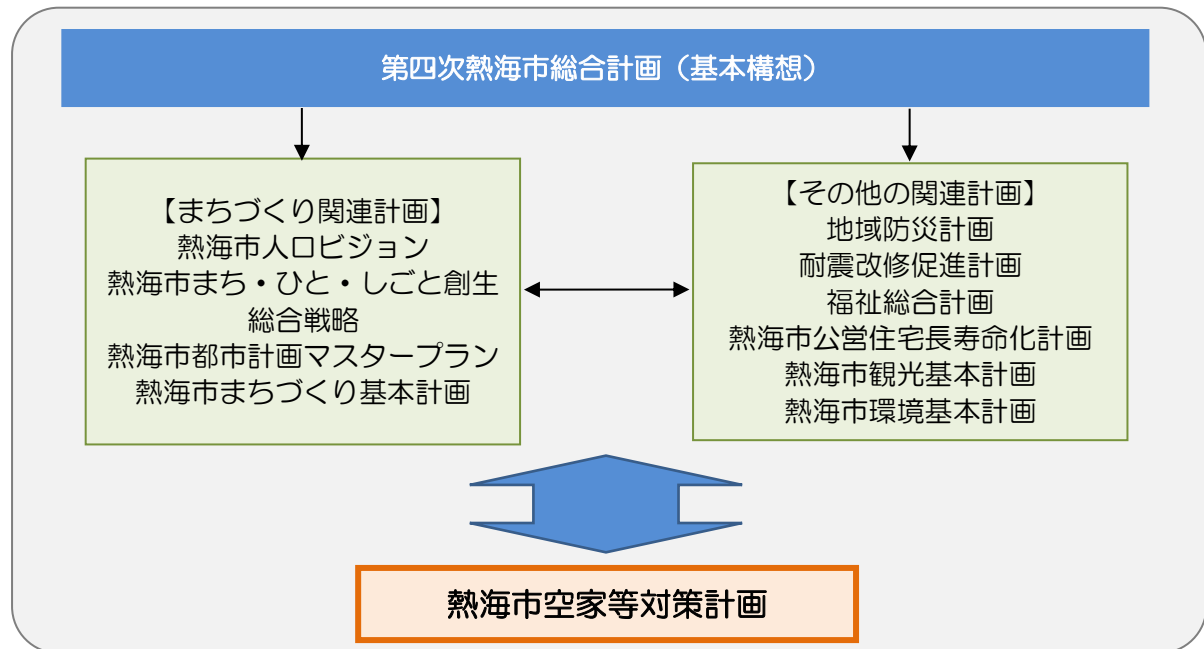 第四次熱海市総合計画（基本構想）
【まちづくり関連計画】
熱海市人口ビジョン
熱海市まち・ひと・しごと創生
総合戦略
熱海市都市計画マスタープラン
熱海市まちづくり基本計画
【その他の関連計画】
地域防災計画
耐震改修促進計画
福祉総合計画
熱海市公営住宅長寿命化計画
熱海市観光基本計画
熱海市環境基本計画
熱海市空家等対策計画